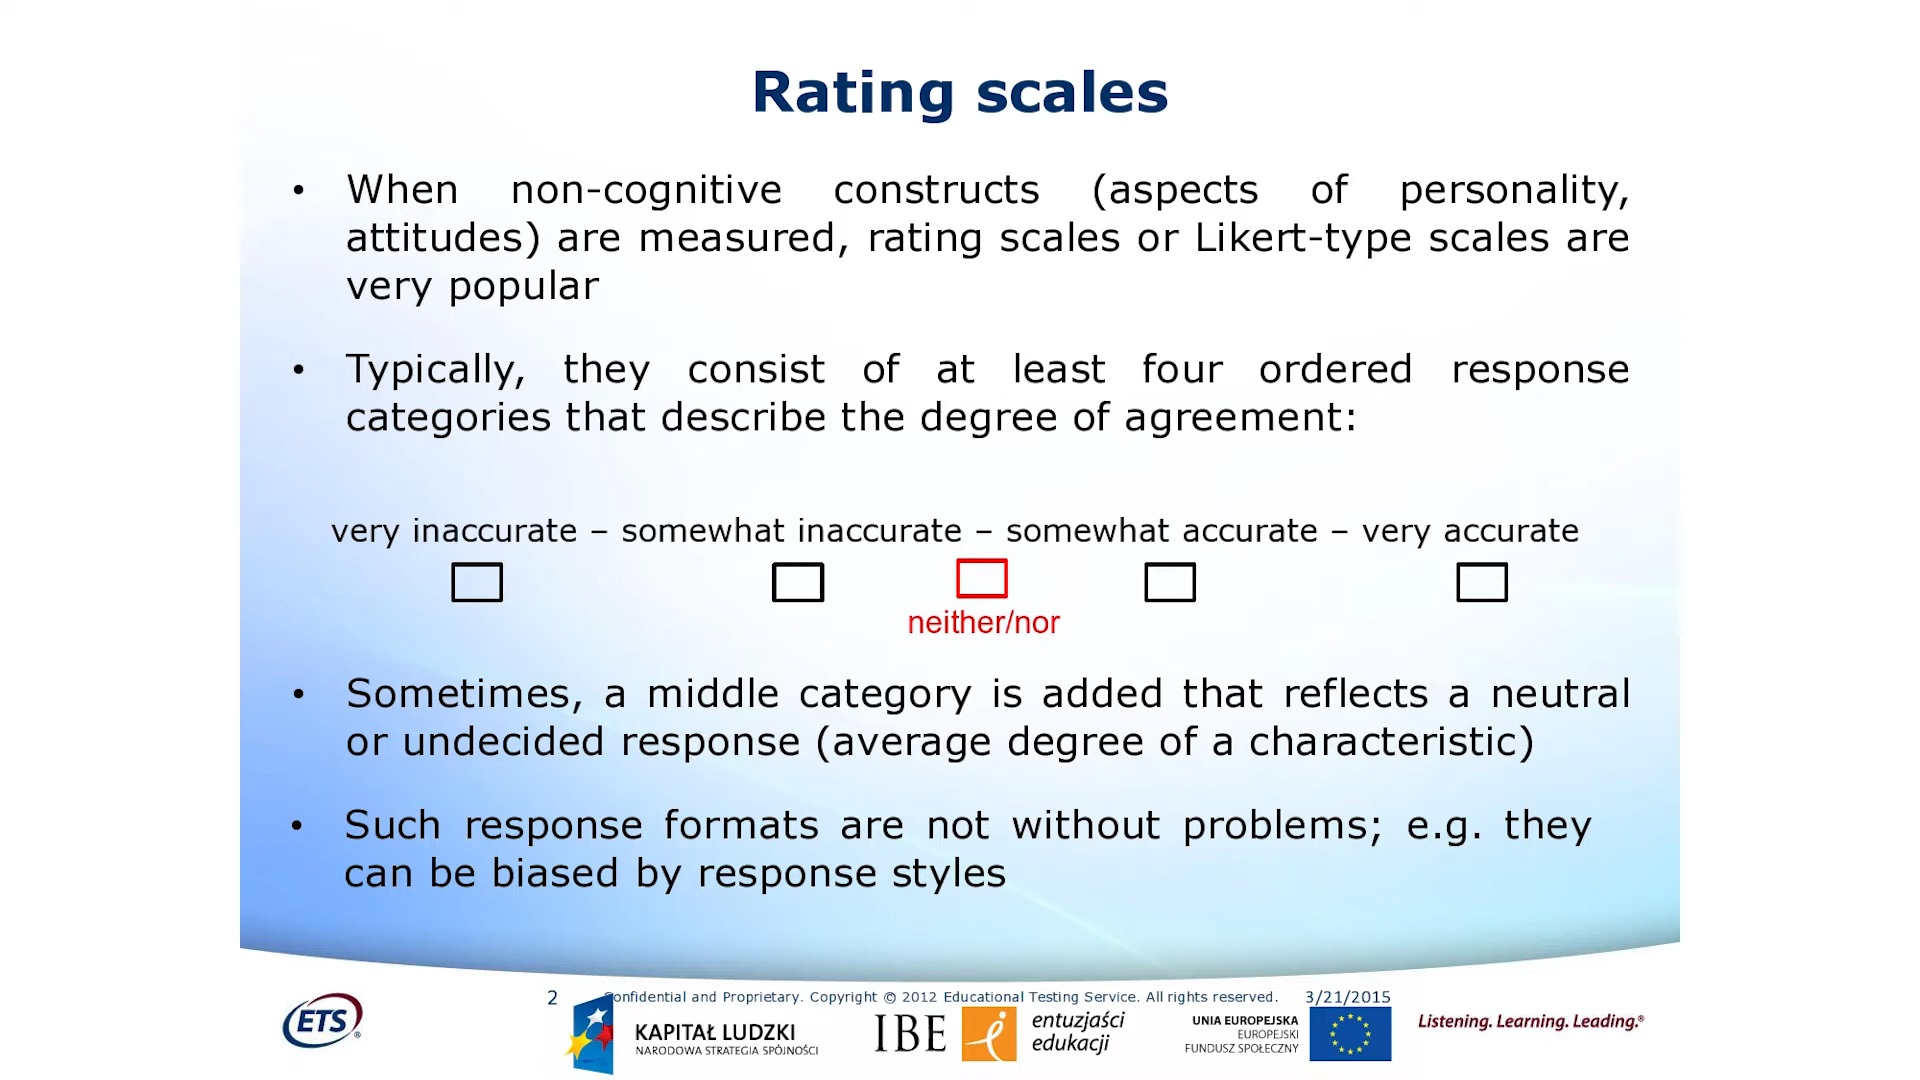 Rating scales
• When non-cognitive constructs (aspects of personality,
attitudes) are measured, rating scales or Likert-type scales are
very popular
• Typically, they consist of at least four ordered response
categories that describe the degree of agreement:
very inaccurate – somewhat inaccurate – somewhat accurate – very accurate
neither/nor
• Sometimes, a middle category is added that reflects a neutral
or undecided response (average degree of a characteristic)
• Such response formats are not without problems; e.g. they
can be biased by response styles
2 Confidential and Proprietary. Copyright © 2012 Educational Testing Service. All rights reserved. 3/21/2015
ETS®
KAPITAŁ LUDZKI
NARODOWA STRATEGIA SPÓJNOŚCI
IBE
entuzjaści
edukacji
UNIA EUROPEJSKA
EUROPEJSKI
FUNDUSZ SPOŁECZNY
Listening. Learning. Leading.®